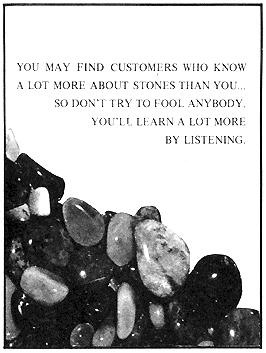 YOU MAY FIND CUSTOMERS WHO KNOW
A LOT MORE ABOUT STONES THAN YOU...
SO DON'T TRY TO FOOL ANYBODY.
YOU'LL LEARN A LOT MORE
BY LISTENING.